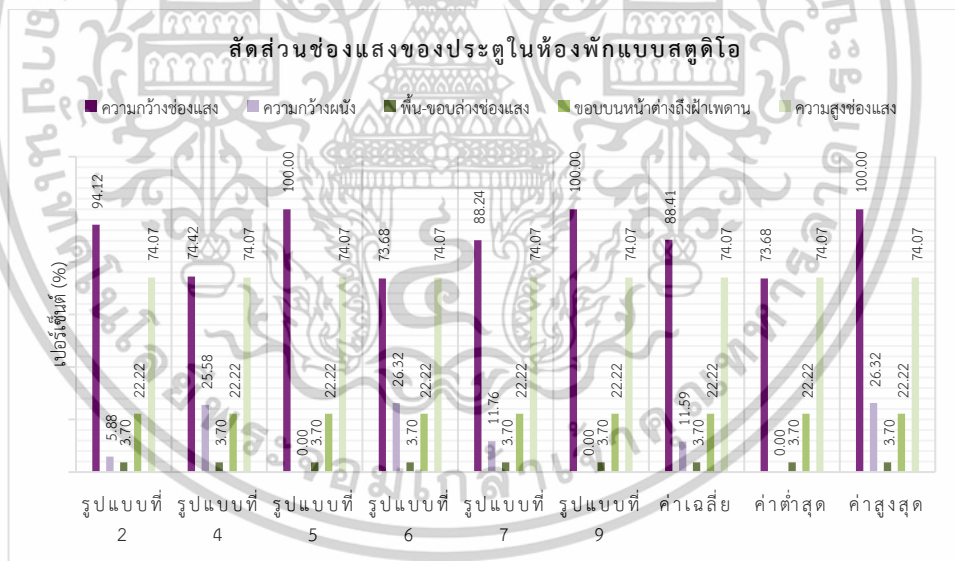 สัดส่วนช่องแสงของประตูในห้องพักแบบสตูดิโอ
ความกว้างช่องแสง ความกว้างผนัง พื้น-ขอบล่างช่องแสง ขอบบนหน้าต่างถึงฝ้าเพดาน ความสูงช่องแสง
เปอร์เซ็นต์ (%)
94.12 5.88 3.70 22.22 74.07
74.42 25.58 3.70 22.22 74.07
100.00 0.00 3.70 22.22 74.07
73.68 26.32 3.70 22.22 74.07
88.24 11.76 3.70 22.22 74.07
100.00 0.00 3.70 22.22 74.07
88.41 11.59 3.70 22.22 74.07
73.68 0.00 3.70 22.22 74.07
100.00 26.32 3.70 22.22 74.07
รูปแบบที่ รูปแบบที่ รูปแบบที่ รูปแบบที่ รูปแบบที่ รูปแบบที่ ค่าเฉลี่ย ค่าต่ำสุด ค่าสูงสุด
2 4 5 6 7 9